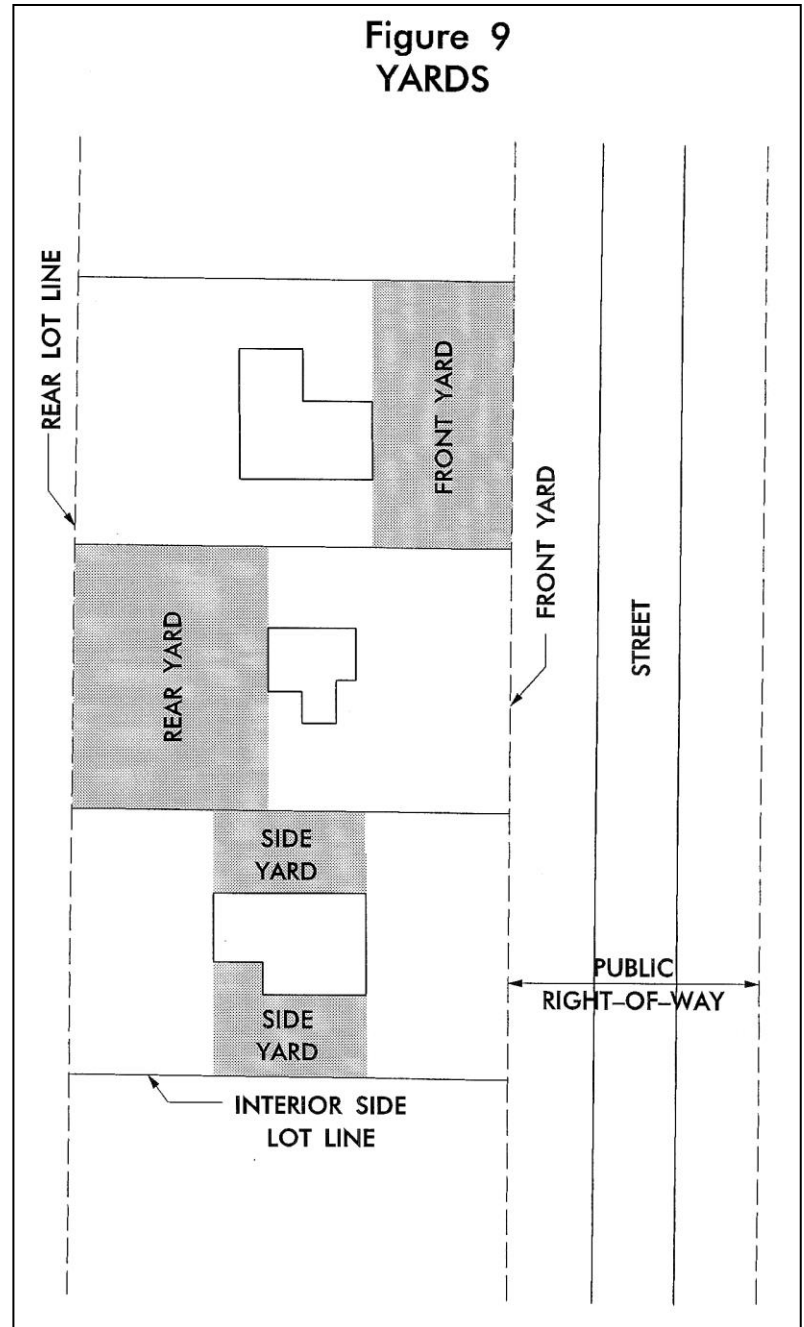 Figure 9
YARDS
REAR LOT LINE
FRONT YARD
FRONT YARD
STREET
REAR YARD
SIDE
YARD
SIDE
YARD
PUBLIC
RIGHT-OF-WAY
INTERIOR SIDE
LOT LINE